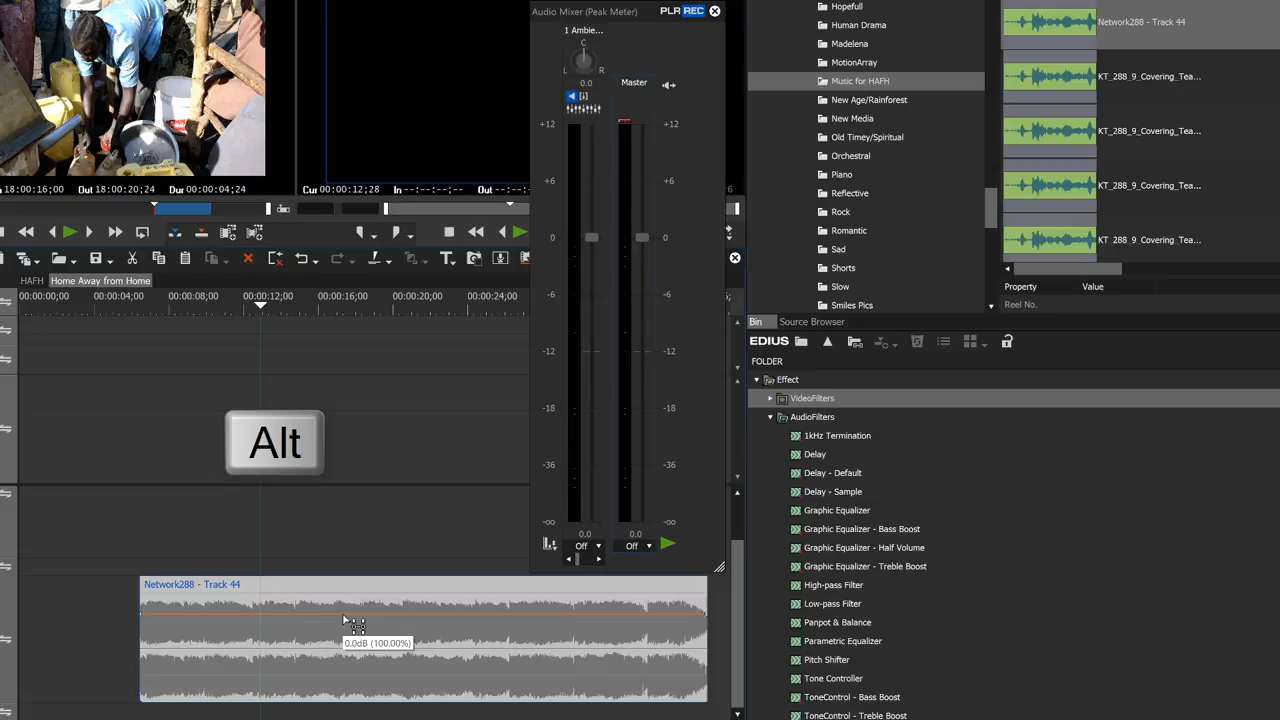 Audio Mixer (Peak Meter) PLR REC
1 Ambie...
C
L R
0.0
Master
+12 +12
+6 +6
0 0
-6 -6
-12 -12
-18 -18
-36 -36
-oo -oo
0.0 0.0
Off Off
18:00:16;00 Out 18:00:20;24 Dur 00:00:04;24
Cur 00:00:12;28 In --:--:--;-- Out --:--:--;--
HAFH Home Away from Home
00:00:00;00 00:00:04;00 00:00:08;00 00:00:12;00 00:00:16;00 00:00:20;00 00:00:24;00
Alt
Network288 - Track 44
0.0dB (100.00%)
Hopefull
Human Drama
Madelena
MotionArray
Music for HAFH
New Age/Rainforest
New Media
Old Timey/Spiritual
Orchestral
Piano
Reflective
Rock
Romantic
Sad
Shorts
Slow
Smiles Pics
Network288 - Track 44
KT_288_9_Covering_Tea...
KT_288_9_Covering_Tea...
KT_288_9_Covering_Tea...
KT_288_9_Covering_Tea...
Property Value
Reel No.
Bin Source Browser
EDIUS
FOLDER
Effect
VideoFilters
AudioFilters
1kHz Termination
Delay
Delay - Default
Delay - Sample
Graphic Equalizer
Graphic Equalizer - Bass Boost
Graphic Equalizer - Half Volume
Graphic Equalizer - Treble Boost
High-pass Filter
Low-pass Filter
Panpot & Balance
Parametric Equalizer
Pitch Shifter
Tone Controller
ToneControl - Bass Boost
ToneControl - Treble Boost